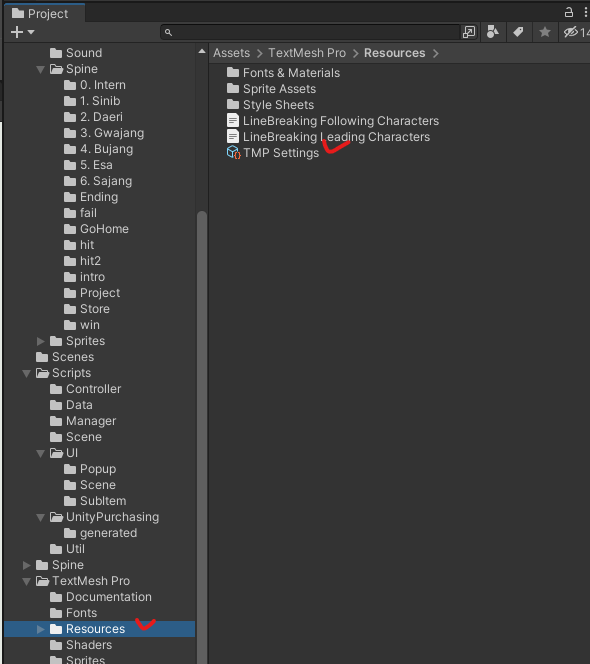 Project
14
Sound
Spine
0. Intern
1. Sinib
2. Daeri
3. Gwajang
4. Bujang
5. Esa
6. Sajang
Ending
fail
GoHome
hit
hit2
intro
Project
Store
win
Sprites
Scenes
Scripts
Controller
Data
Manager
Scene
UI
Popup
Scene
SubItem
UnityPurchasing
generated
Util
Spine
TextMesh Pro
Documentation
Fonts
Resources
Shaders
Sprites
Assets > TextMesh Pro > Resources >
Fonts & Materials
Sprite Assets
Style Sheets
LineBreaking Following Characters
LineBreaking Leading Characters
TMP Settings